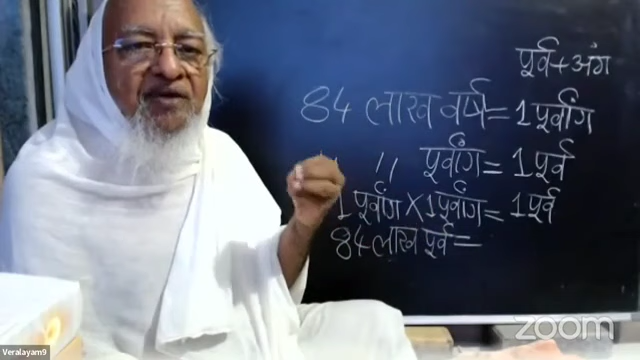 पूर्व+अंग
84 लाख वर्ष= 1 पूर्वांग
" // पूर्वांग= 1 पूर्व
1 पूर्वांग X 1 पूर्वांग= 1 पूर्व
84 लाख पूर्व=
zoom
Veralayam9